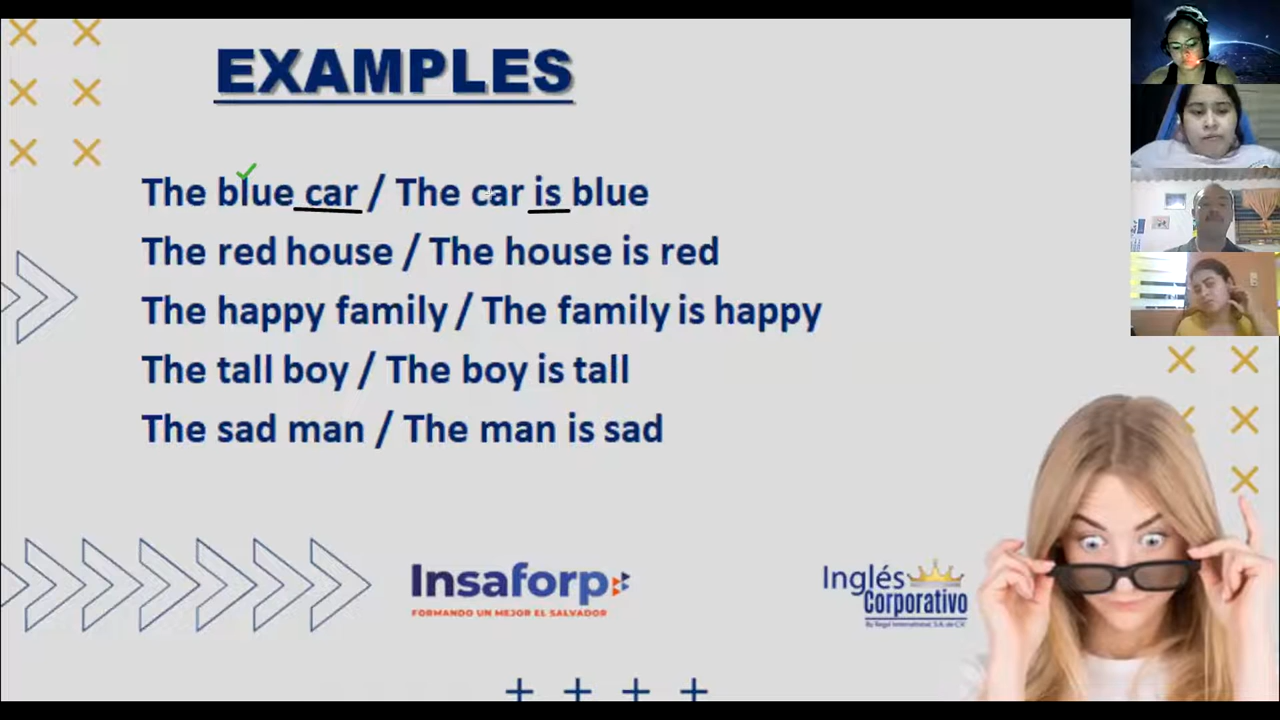 EXAMPLES
The blue car / The car is blue
The red house / The house is red
The happy family / The family is happy
The tall boy / The boy is tall
The sad man / The man is sad
Insaforp
FORMANDO UN MEJOR EL SALVADOR
Inglés
Corporativo
By Regal International, S.A. de C.V.